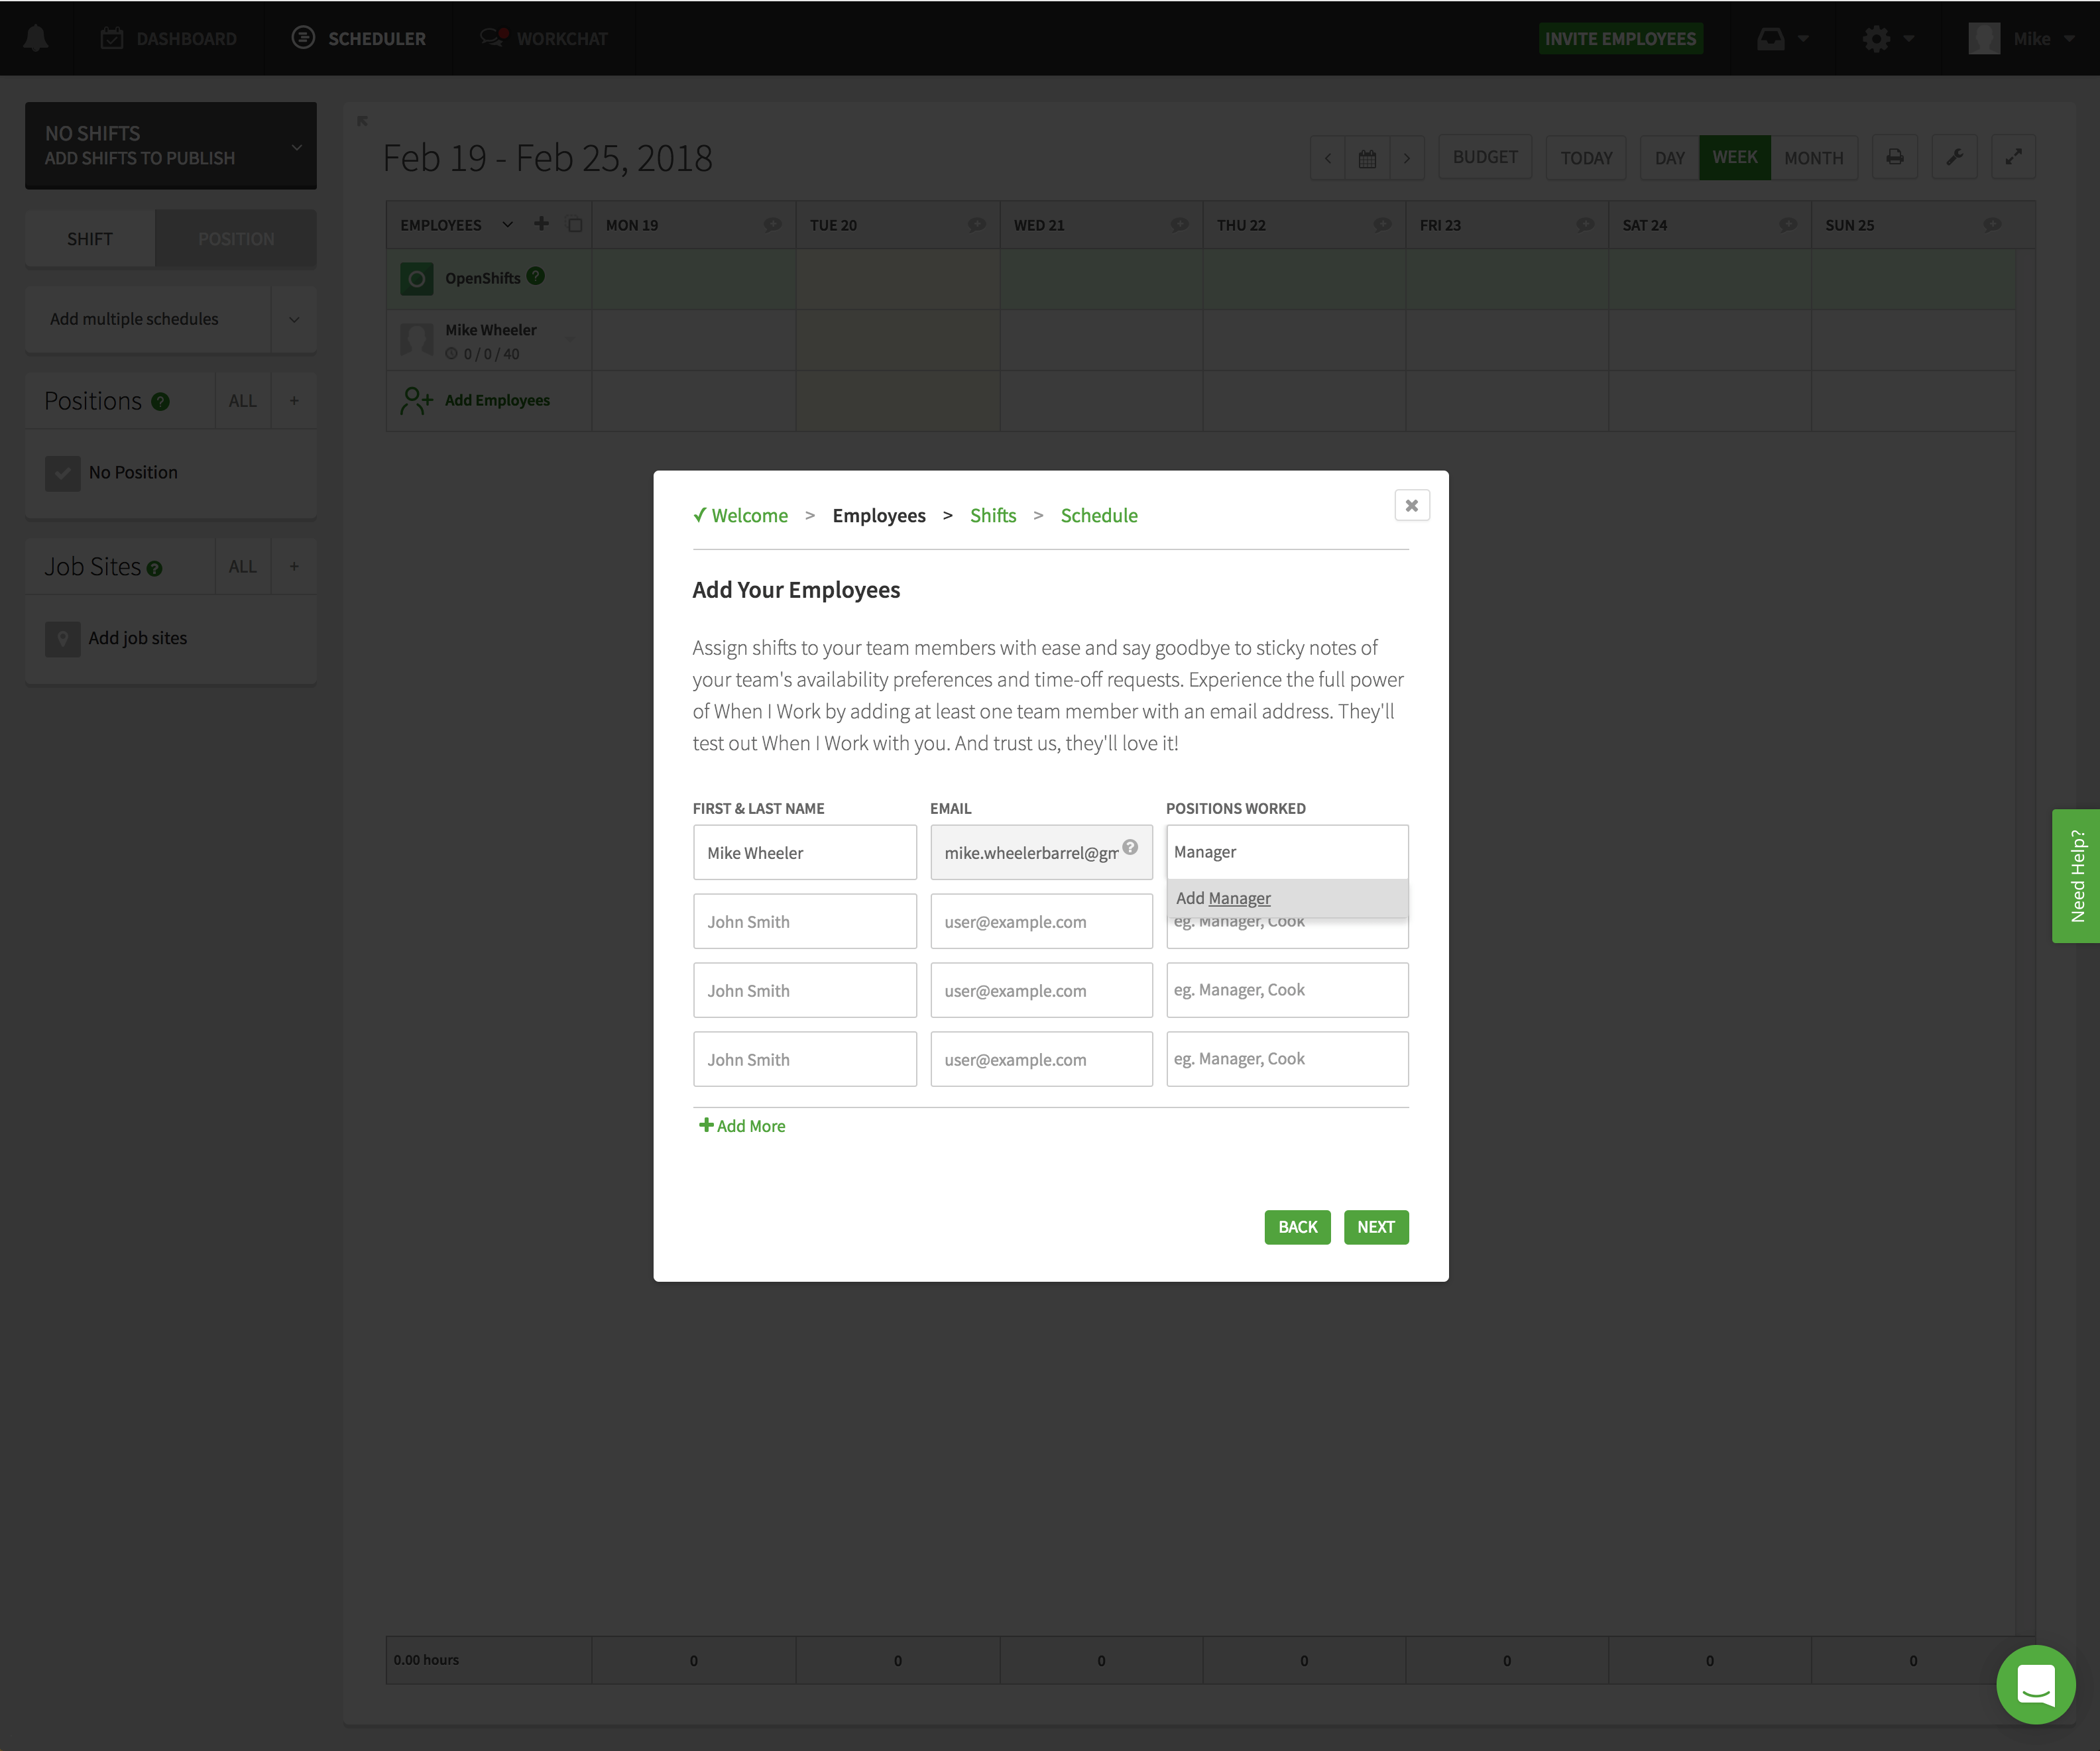 DASHBOARD
SCHEDULER
WORKCHAT
INVITE EMPLOYEES
Mike
NO SHIFTS
ADD SHIFTS TO PUBLISH
SHIFT
POSITION
Add multiple schedules
Positions ?
ALL
+
No Position
Job Sites ?
ALL
+
Add job sites
Feb 19 - Feb 25, 2018
BUDGET
TODAY
DAY
WEEK
MONTH
EMPLOYEES
MON 19
TUE 20
WED 21
THU 22
FRI 23
SAT 24
SUN 25
OpenShifts ?
Mike Wheeler
0 / 0 / 40
Add Employees
✓ Welcome > Employees > Shifts > Schedule
Add Your Employees
Assign shifts to your team members with ease and say goodbye to sticky notes of
your team's availability preferences and time-off requests. Experience the full power
of When I Work by adding at least one team member with an email address. They'll
test out When I Work with you. And trust us, they'll love it!
FIRST & LAST NAME
EMAIL
POSITIONS WORKED
Mike Wheeler
mike.wheelerbarrel@gm
?
Manager
Add Manager
John Smith
user@example.com
eg. Manager, Cook
John Smith
user@example.com
eg. Manager, Cook
John Smith
user@example.com
eg. Manager, Cook
+ Add More
BACK
NEXT
Need Help?
0.00 hours
0
0
0
0
0
0
0